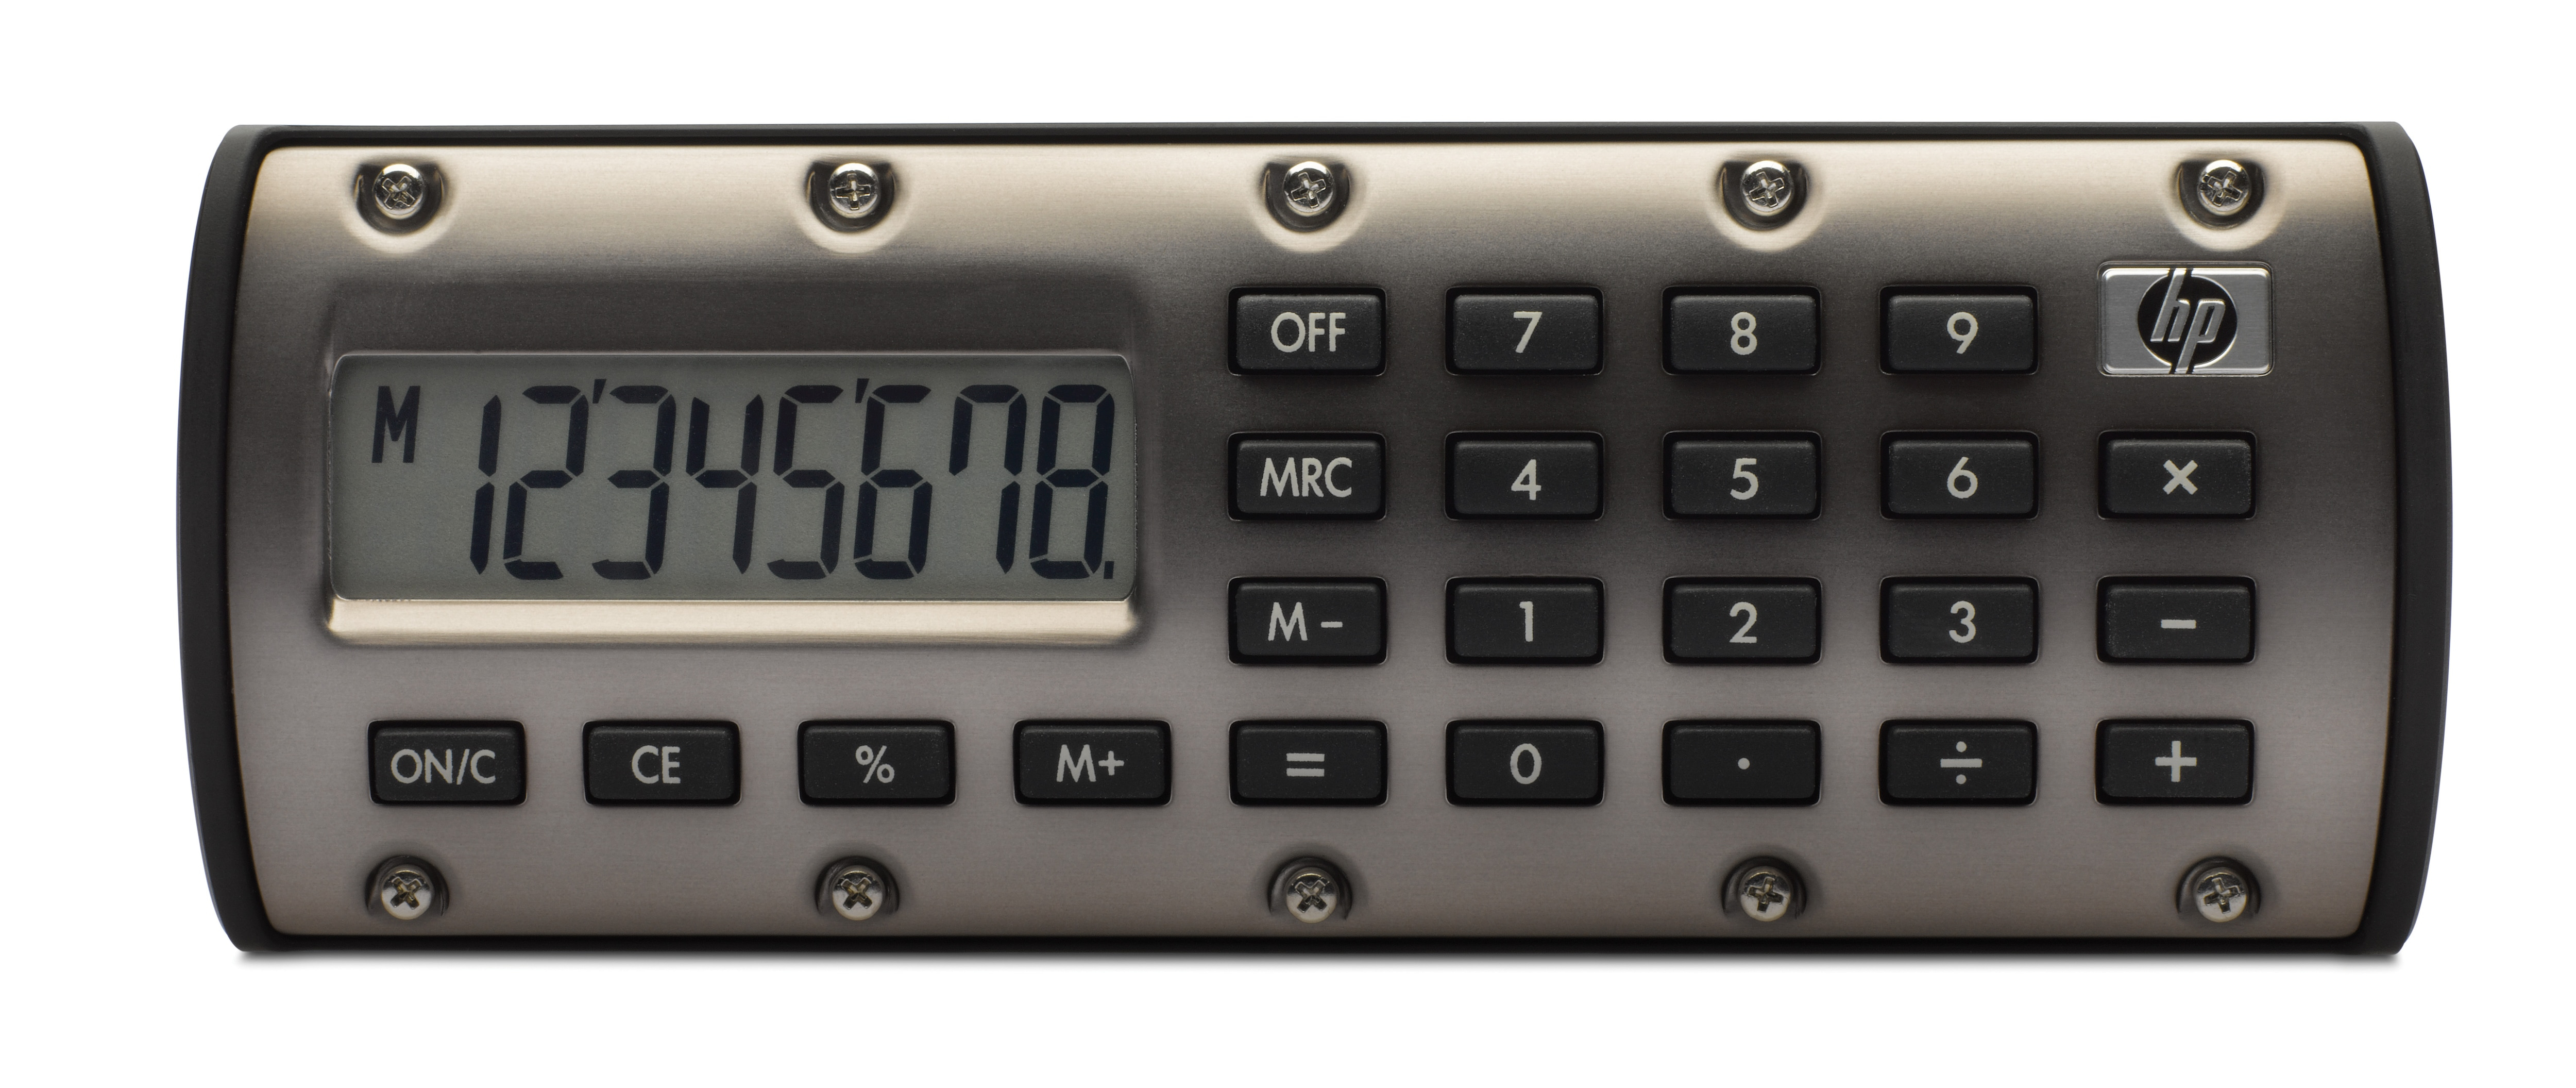 M 12'345'678.
OFF 7 8 9 hp
MRC 4 5 6 ×
M− 1 2 3 −
ON/C CE % M+ = 0 . ÷ +